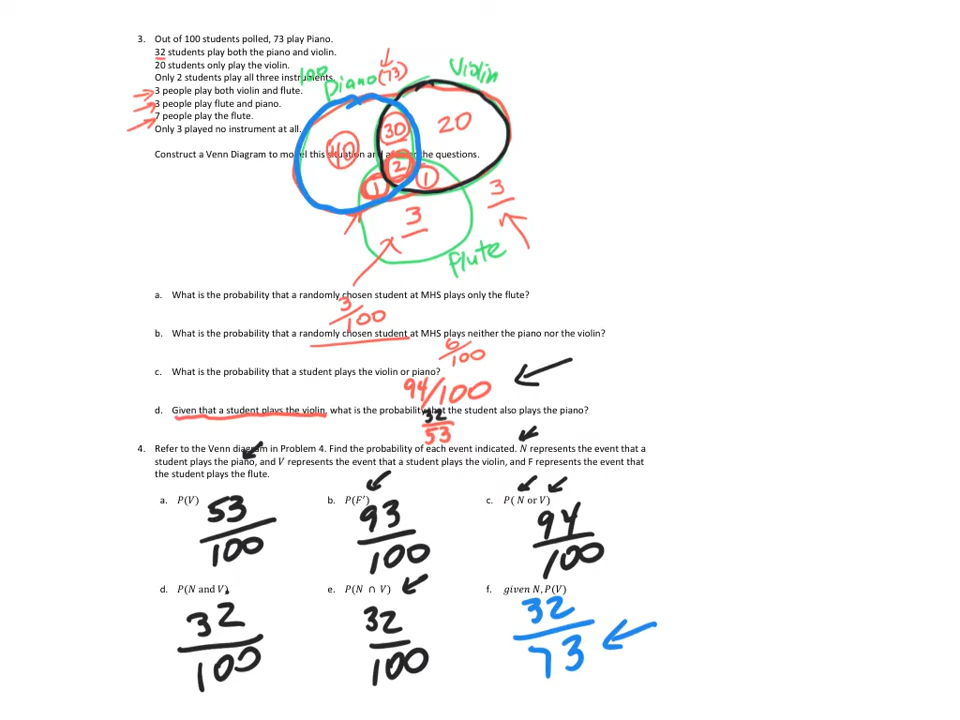 3. Out of 100 students polled, 73 play Piano.
32 students play both the piano and violin.
20 students only play the violin.
Only 2 students play all three instruments.
3 people play both violin and flute.
3 people play flute and piano.
7 people play the flute.
Only 3 played no instrument at all.
Construct a Venn Diagram to model this situation and answer the questions.
100
Piano (73)
Violin
30
20
40
2
1
1
3
3
flute
a. What is the probability that a randomly chosen student at MHS plays only the flute?
3/100
b. What is the probability that a randomly chosen student at MHS plays neither the piano nor the violin?
6/100
c. What is the probability that a student plays the violin or piano?
94/100
d. Given that a student plays the violin, what is the probability that the student also plays the piano?
32/53
4. Refer to the Venn diagram in Problem 4. Find the probability of each event indicated. N represents the event that a
student plays the piano, and V represents the event that a student plays the violin, and F represents the event that
the student plays the flute.
a. P(V) b. P(F′) c. P( N or V)
53/100 93/100 94/100
d. P(N and V) e. P(N ∩ V) f. given N, P(V)
32/100 32/100 32/73